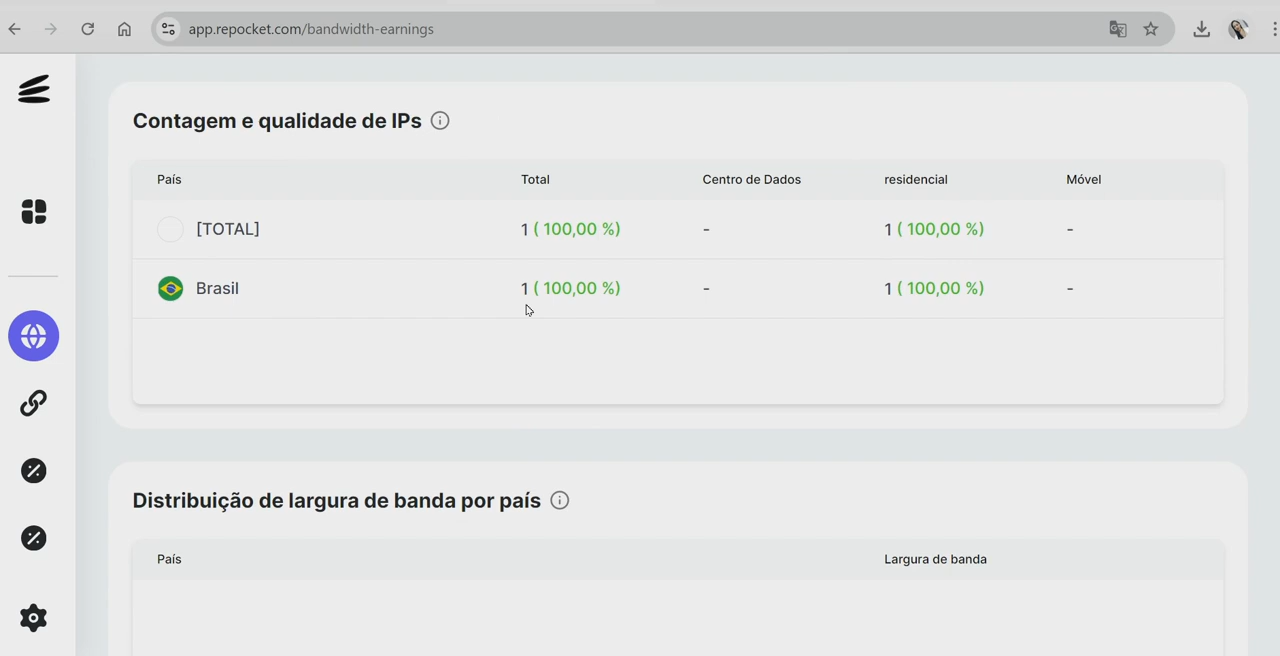 app.repocket.com/bandwidth-earnings
Contagem e qualidade de IPs
País Total Centro de Dados residencial Móvel
[TOTAL] 1 ( 100,00 %) - 1 ( 100,00 %) -
Brasil 1 ( 100,00 %) - 1 ( 100,00 %) -
Distribuição de largura de banda por país
País Largura de banda